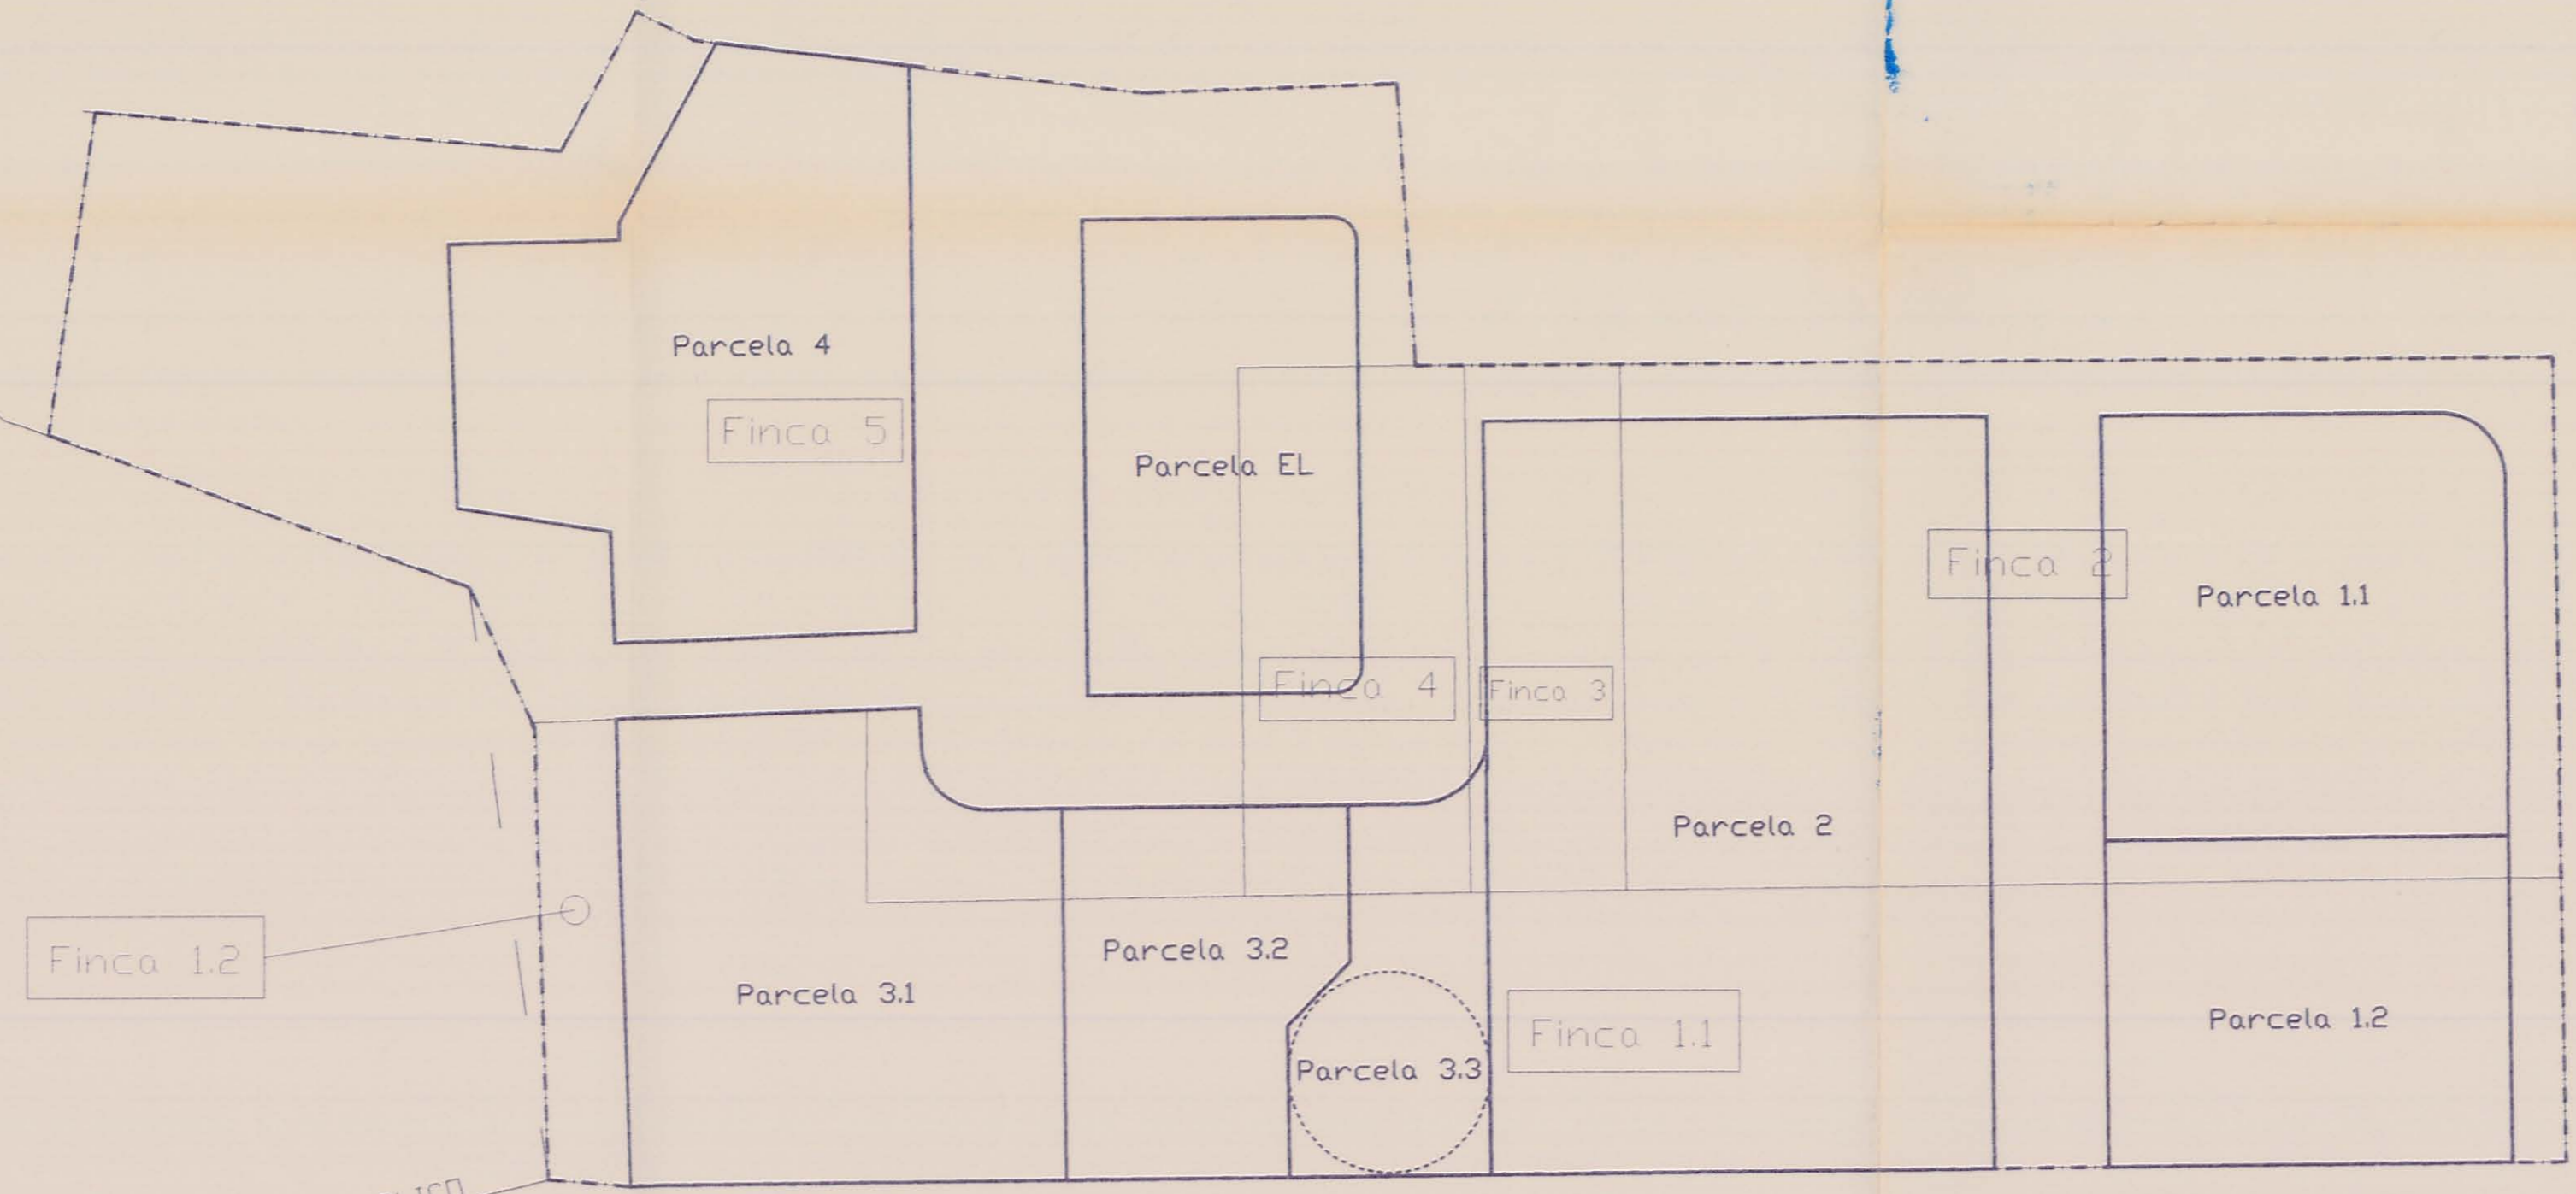 Parcela 4
Finca 5
Parcela EL
Finca 2
Parcela 1.1
Finca 4
Finca 3
Parcela 2
Finca 1.2
Parcela 3.1
Parcela 3.2
Parcela 3.3
Finca 1.1
Parcela 1.2